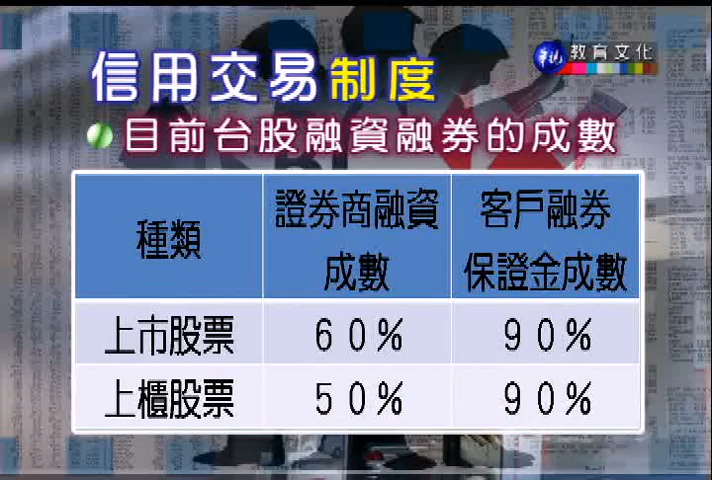 信用交易制度
華視 教育文化
目前台股融資融券的成數
種類 證券商融資成數 客戶融券保證金成數
上市股票 60% 90%
上櫃股票 50% 90%